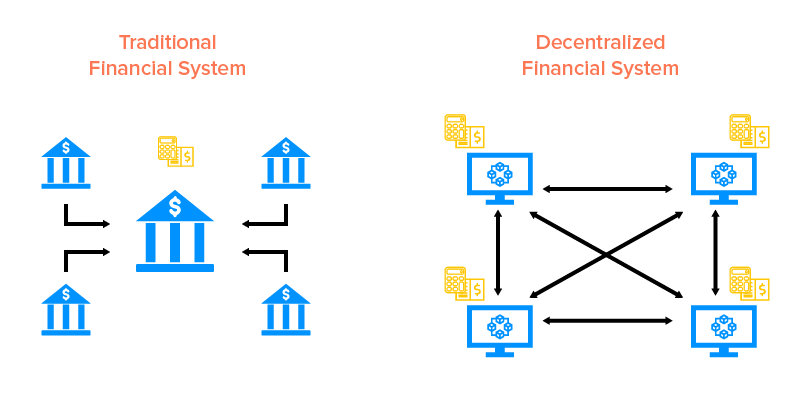 Traditional
Financial System
Decentralized
Financial System
$
$
$
$
$
$
$
$
$
$